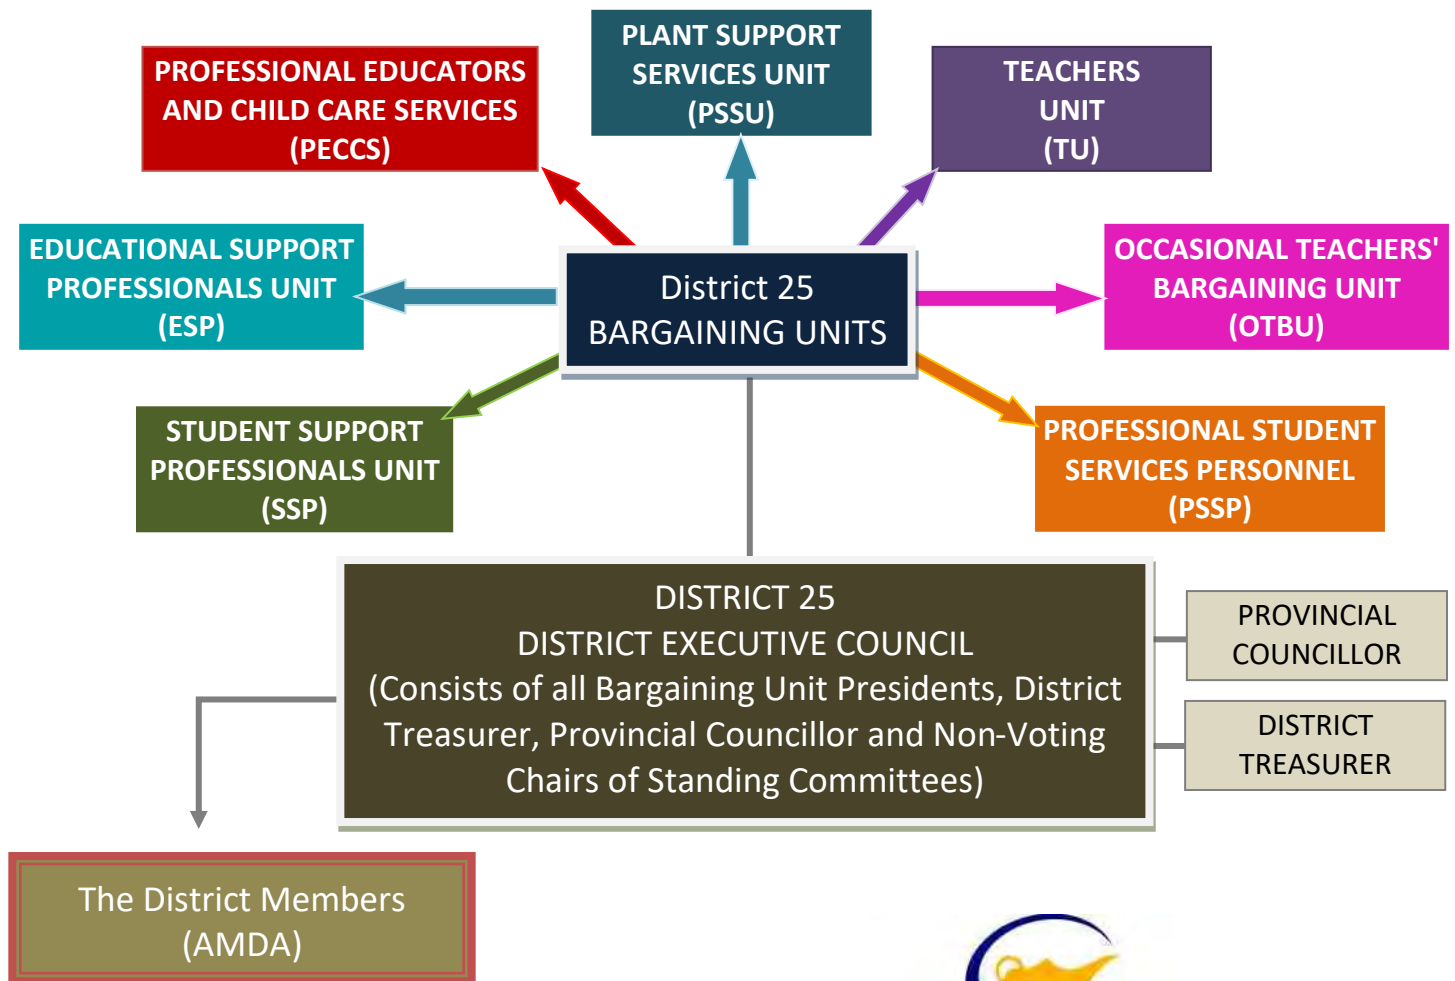 PLANT SUPPORT
SERVICES UNIT
(PSSU)
PROFESSIONAL EDUCATORS
AND CHILD CARE SERVICES
(PECCS)
TEACHERS
UNIT
(TU)
EDUCATIONAL SUPPORT
PROFESSIONALS UNIT
(ESP)
District 25
BARGAINING UNITS
OCCASIONAL TEACHERS'
BARGAINING UNIT
(OTBU)
STUDENT SUPPORT
PROFESSIONALS UNIT
(SSP)
PROFESSIONAL STUDENT
SERVICES PERSONNEL
(PSSP)
DISTRICT 25
DISTRICT EXECUTIVE COUNCIL
(Consists of all Bargaining Unit Presidents, District
Treasurer, Provincial Councillor and Non-Voting
Chairs of Standing Committees)
PROVINCIAL
COUNCILLOR
DISTRICT
TREASURER
The District Members
(AMDA)